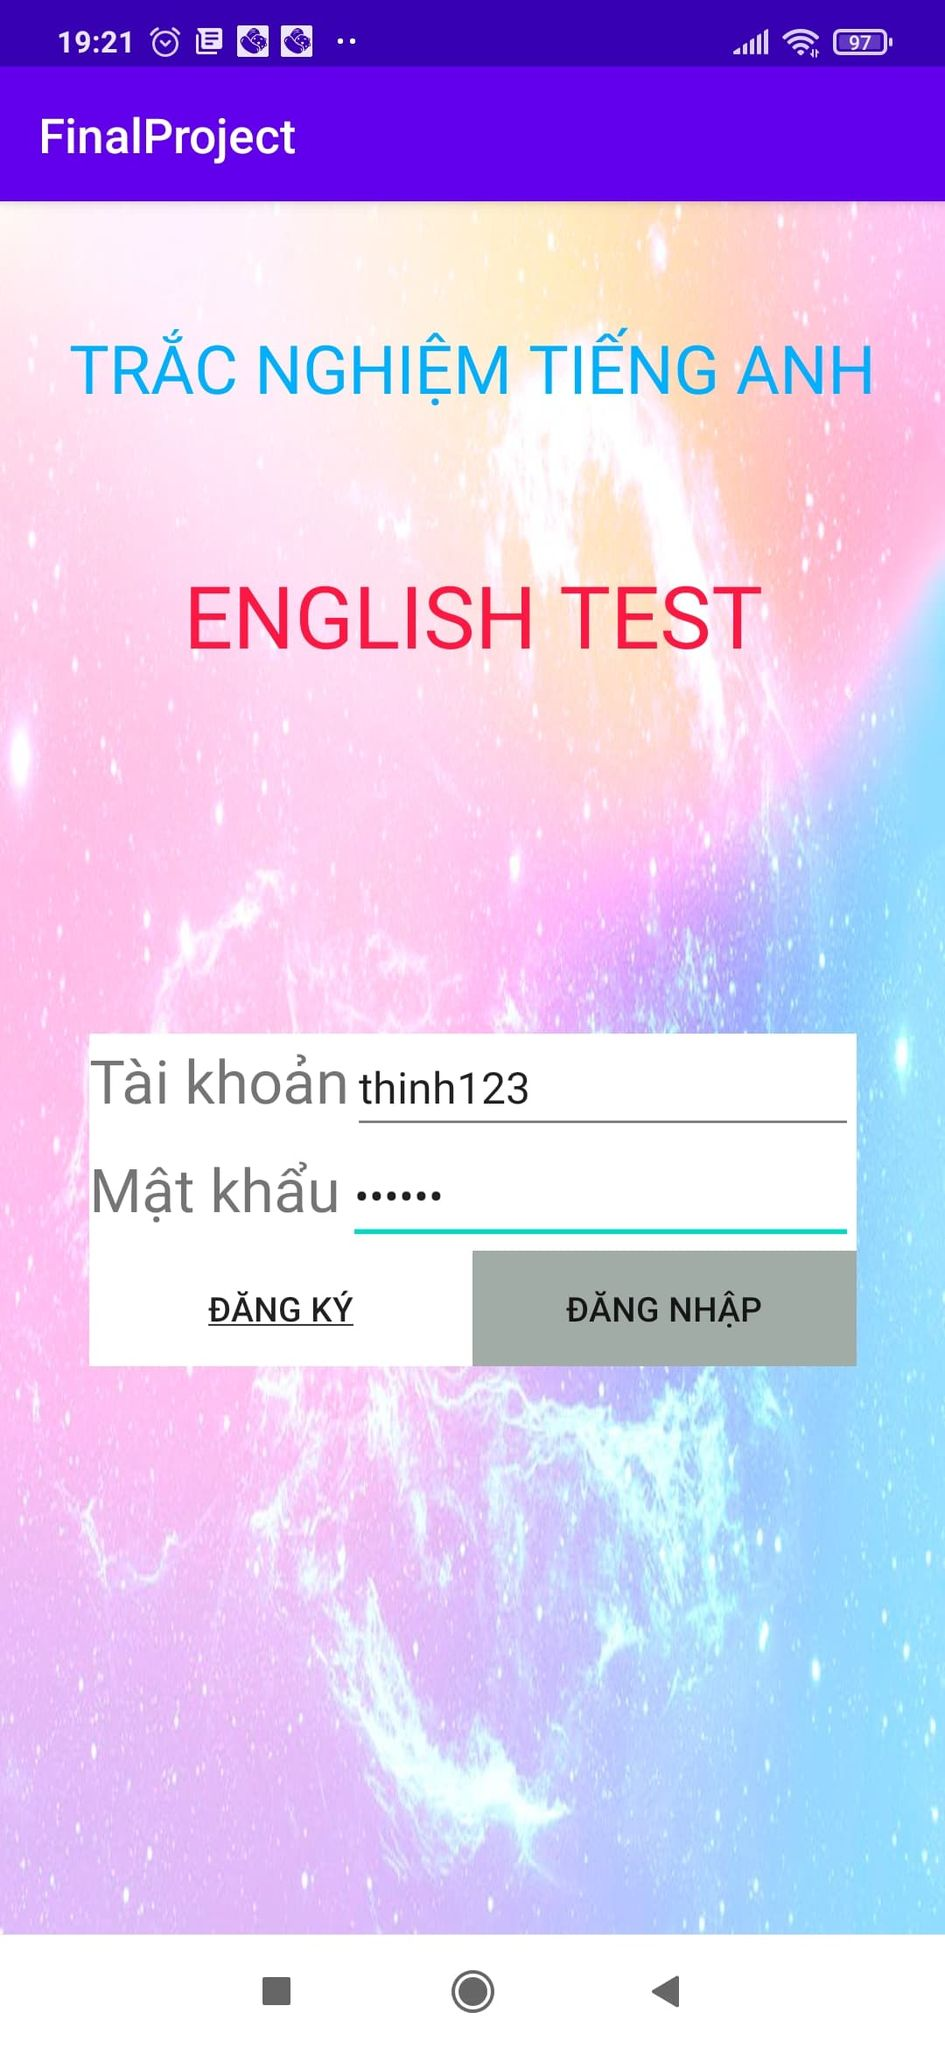 19:21
97
FinalProject
TRẮC NGHIỆM TIẾNG ANH
ENGLISH TEST
Tài khoản thinh123
Mật khẩu ••••••
ĐĂNG KÝ ĐĂNG NHẬP